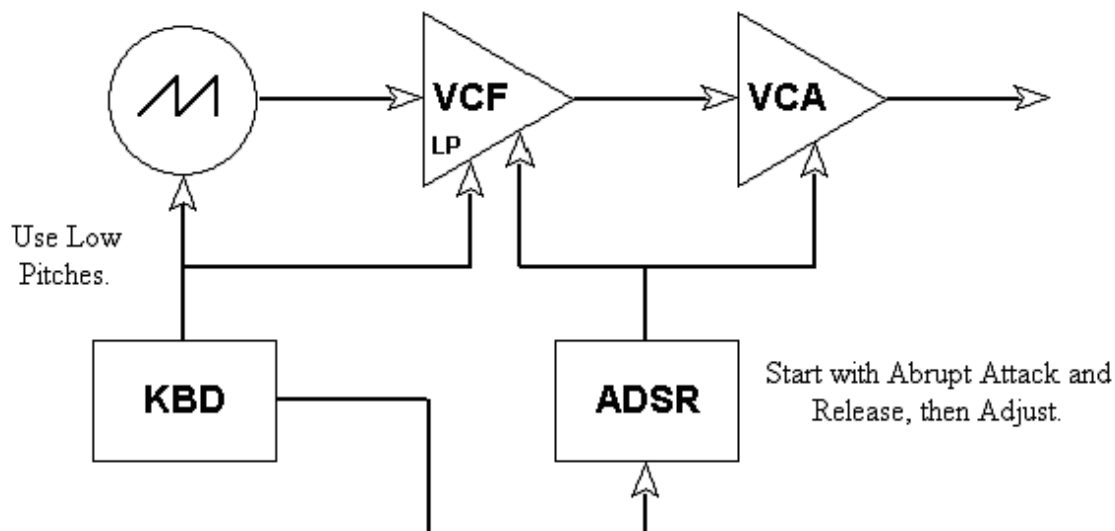 VCF
LP
VCA
Use Low
Pitches.
KBD
ADSR
Start with Abrupt Attack and
Release, then Adjust.